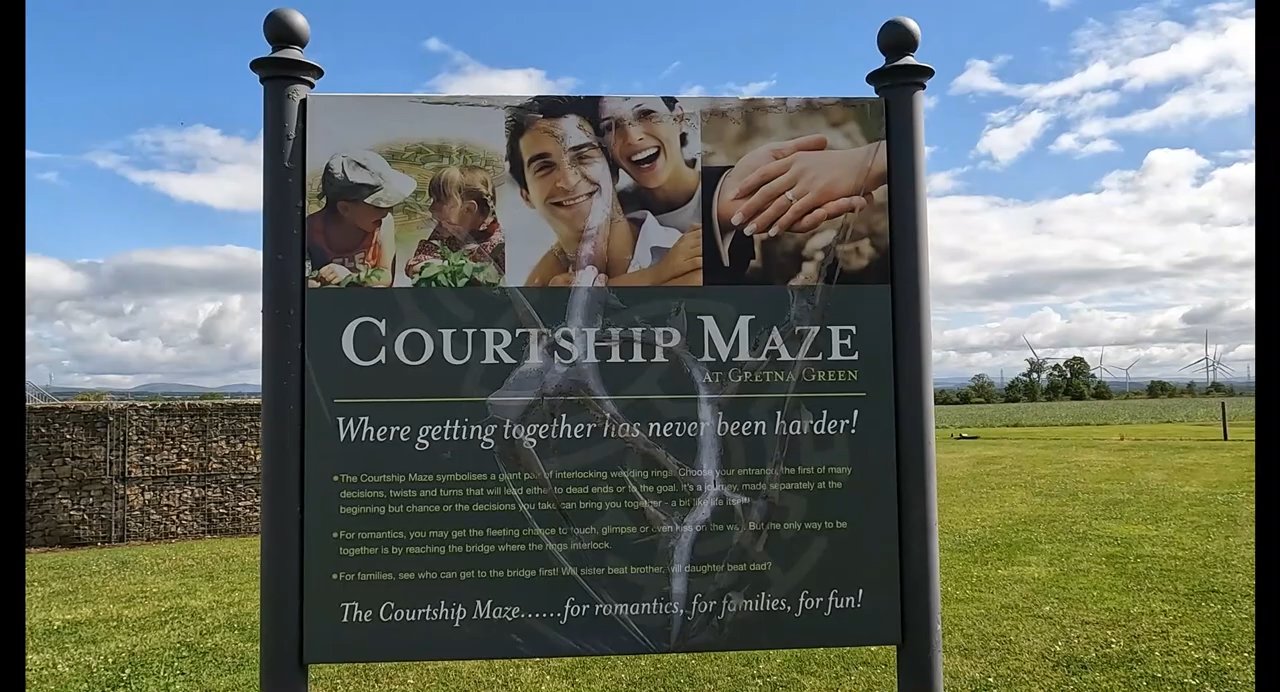 COURTSHIP MAZE
AT GRETNA GREEN
Where getting together has never been harder!
• The Courtship Maze symbolises a giant pair of interlocking wedding rings. Choose your entrance, the first of many
decisions, twists and turns that will lead either to dead ends or to the goal. It's a journey, made separately at the
beginning but chance or the decisions you take can bring you together - a bit like life itself!
• For romantics, you may get the fleeting chance to touch, glimpse or even kiss on the way. But the only way to be
together is by reaching the bridge where the rings interlock.
• For families, see who can get to the bridge first! Will sister beat brother, will daughter beat dad?
The Courtship Maze......for romantics, for families, for fun!